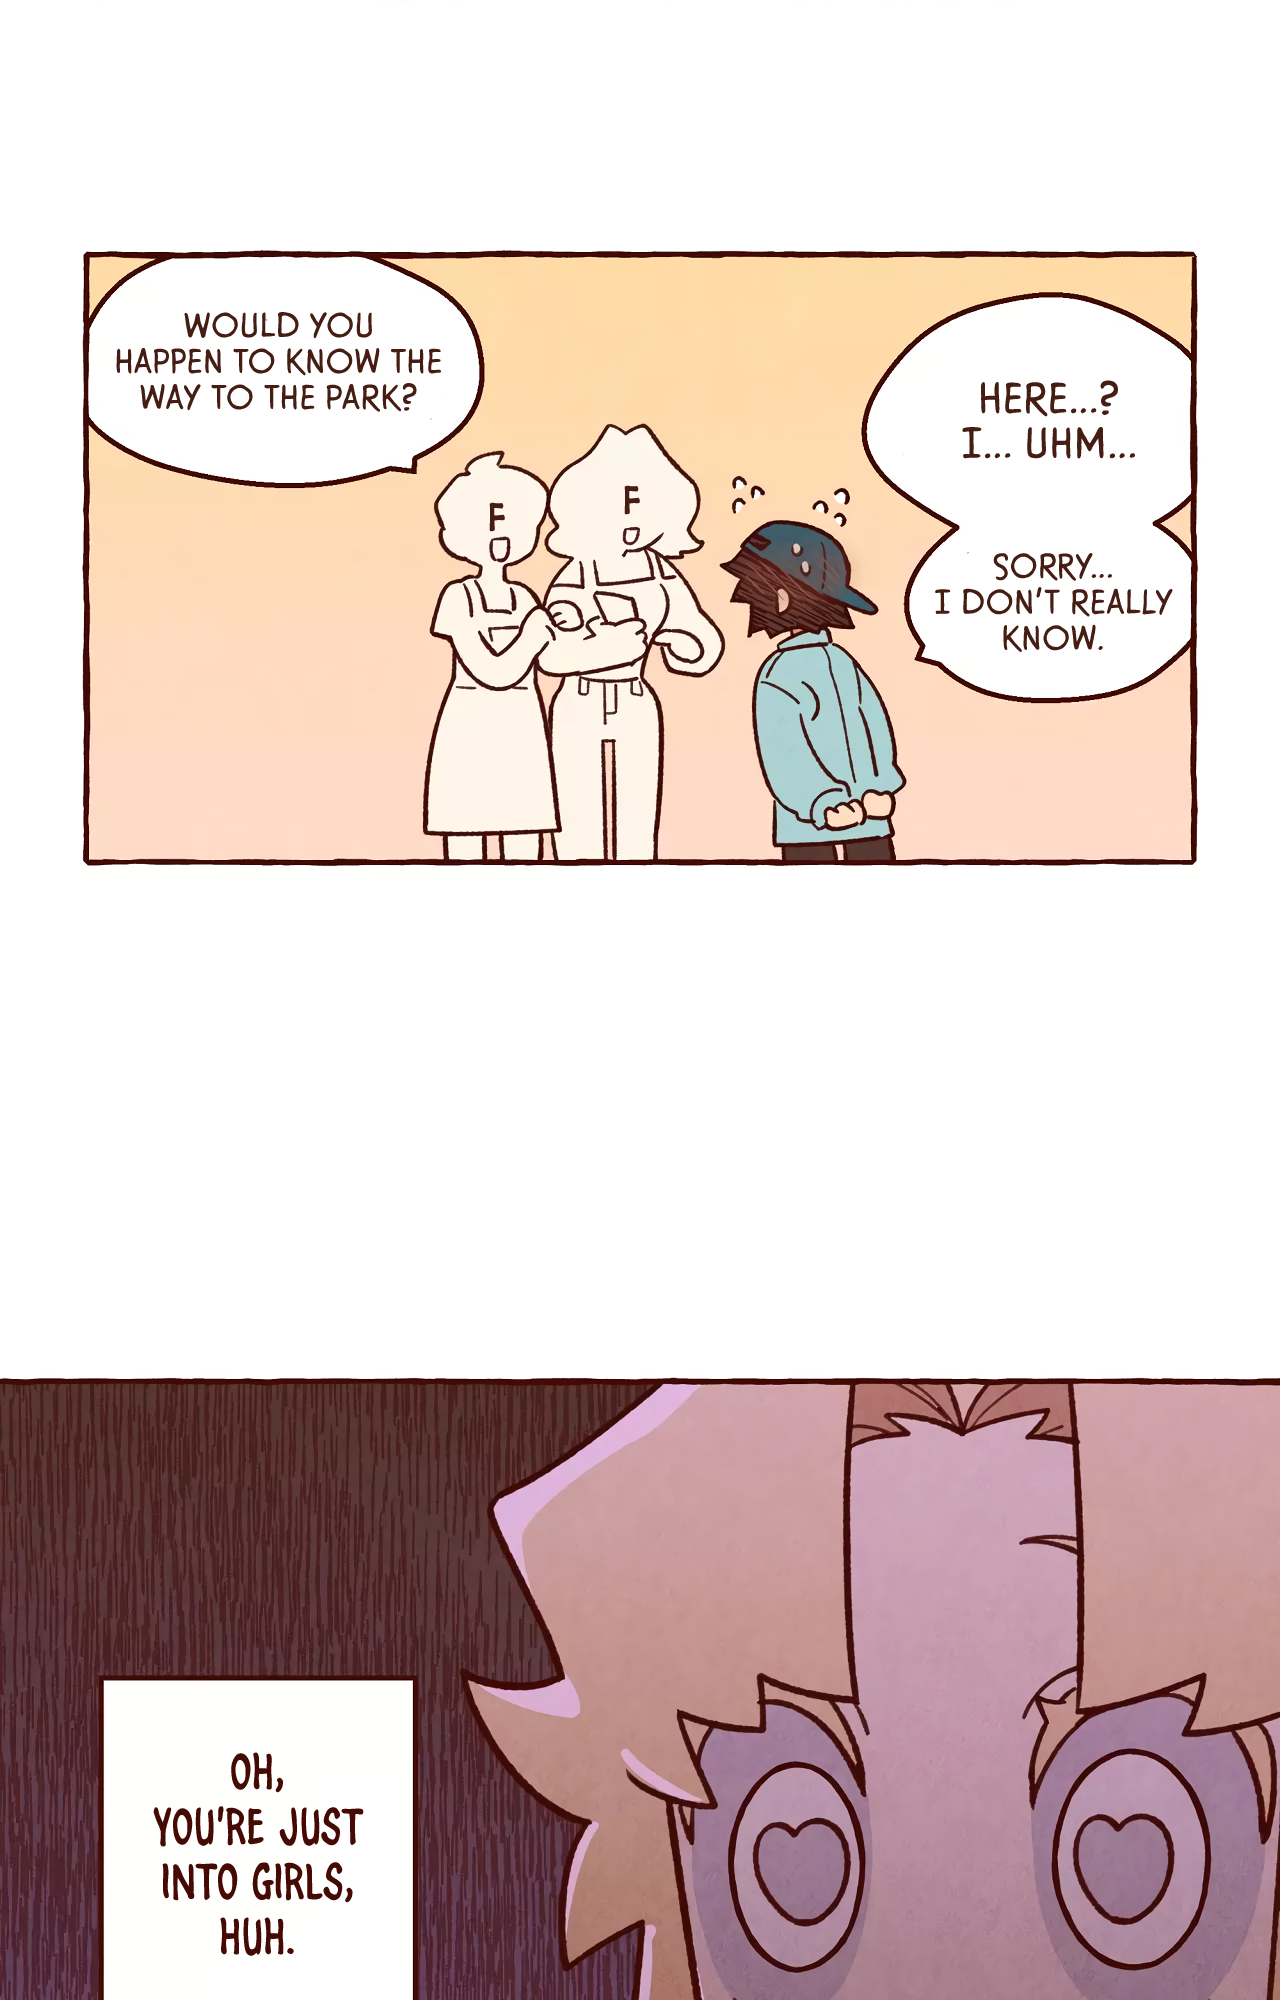 WOULD YOU
HAPPEN TO KNOW THE
WAY TO THE PARK?
F
F
HERE...?
I... UHM...
SORRY...
I DON'T REALLY
KNOW.
OH,
YOU'RE JUST
INTO GIRLS,
HUH.